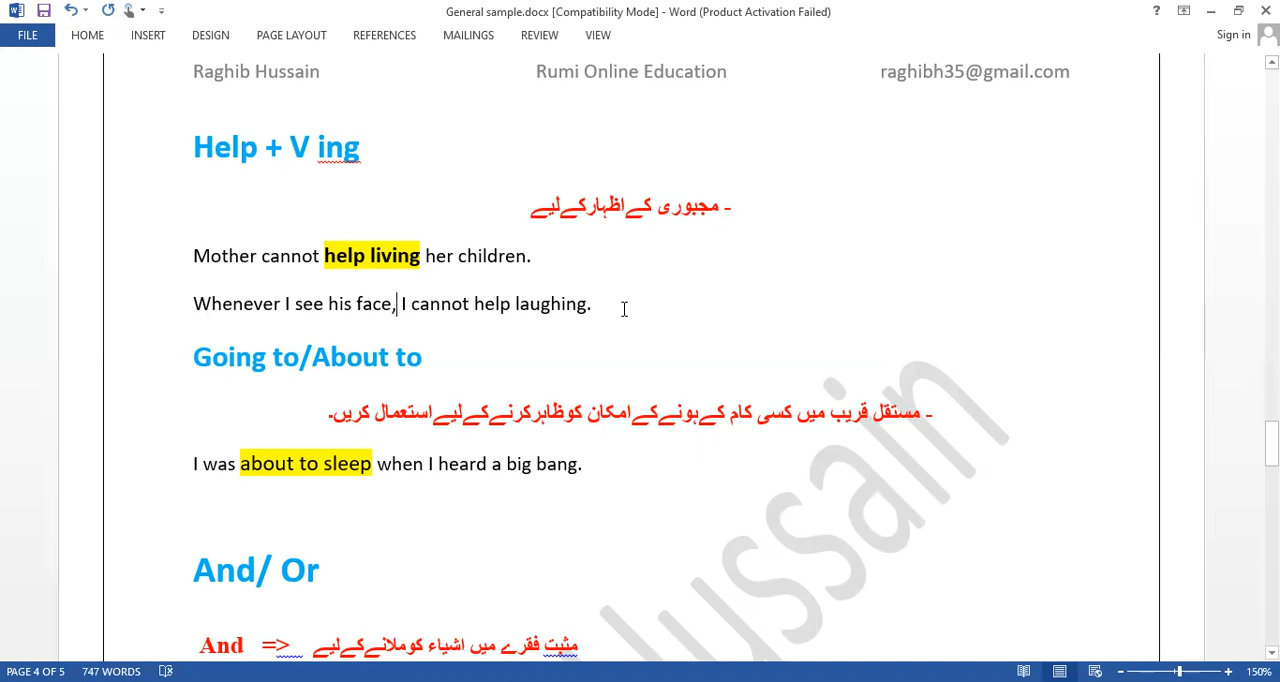 General sample.docx [Compatibility Mode] - Word (Product Activation Failed)
FILE HOME INSERT DESIGN PAGE LAYOUT REFERENCES MAILINGS REVIEW VIEW Sign in
Raghib Hussain Rumi Online Education raghibh35@gmail.com
Help + V ing
- مجبوری کے اظہار کے لیے
Mother cannot help living her children.
Whenever I see his face, I cannot help laughing.
Going to/About to
- مستقل قریب میں کسی کام کے ہونے کے امکان کو ظاہر کرنے کے لیے استعمال کریں۔
I was about to sleep when I heard a big bang.
And/ Or
And => مثبت فقرے میں اشیاء کو ملانے کے لیے
Hussain
PAGE 4 OF 5 747 WORDS 150%